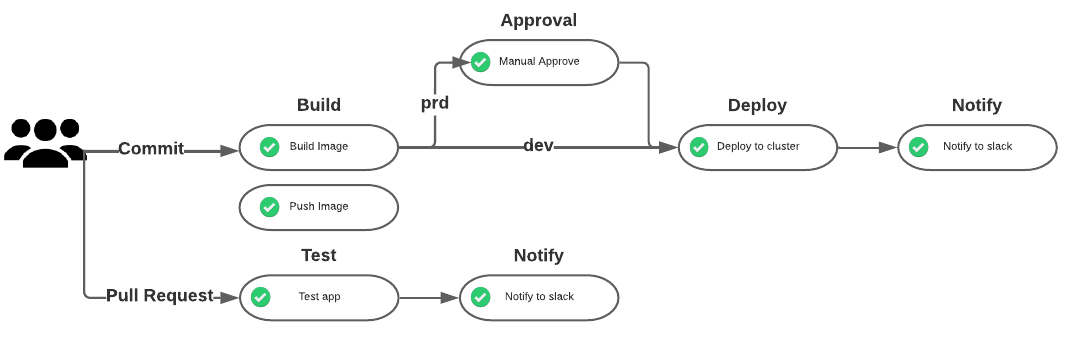 Approval
Manual Approve
prd
Build
Deploy
Notify
Commit
Build Image
dev
Deploy to cluster
Notify to slack
Push Image
Test
Notify
Pull Request
Test app
Notify to slack